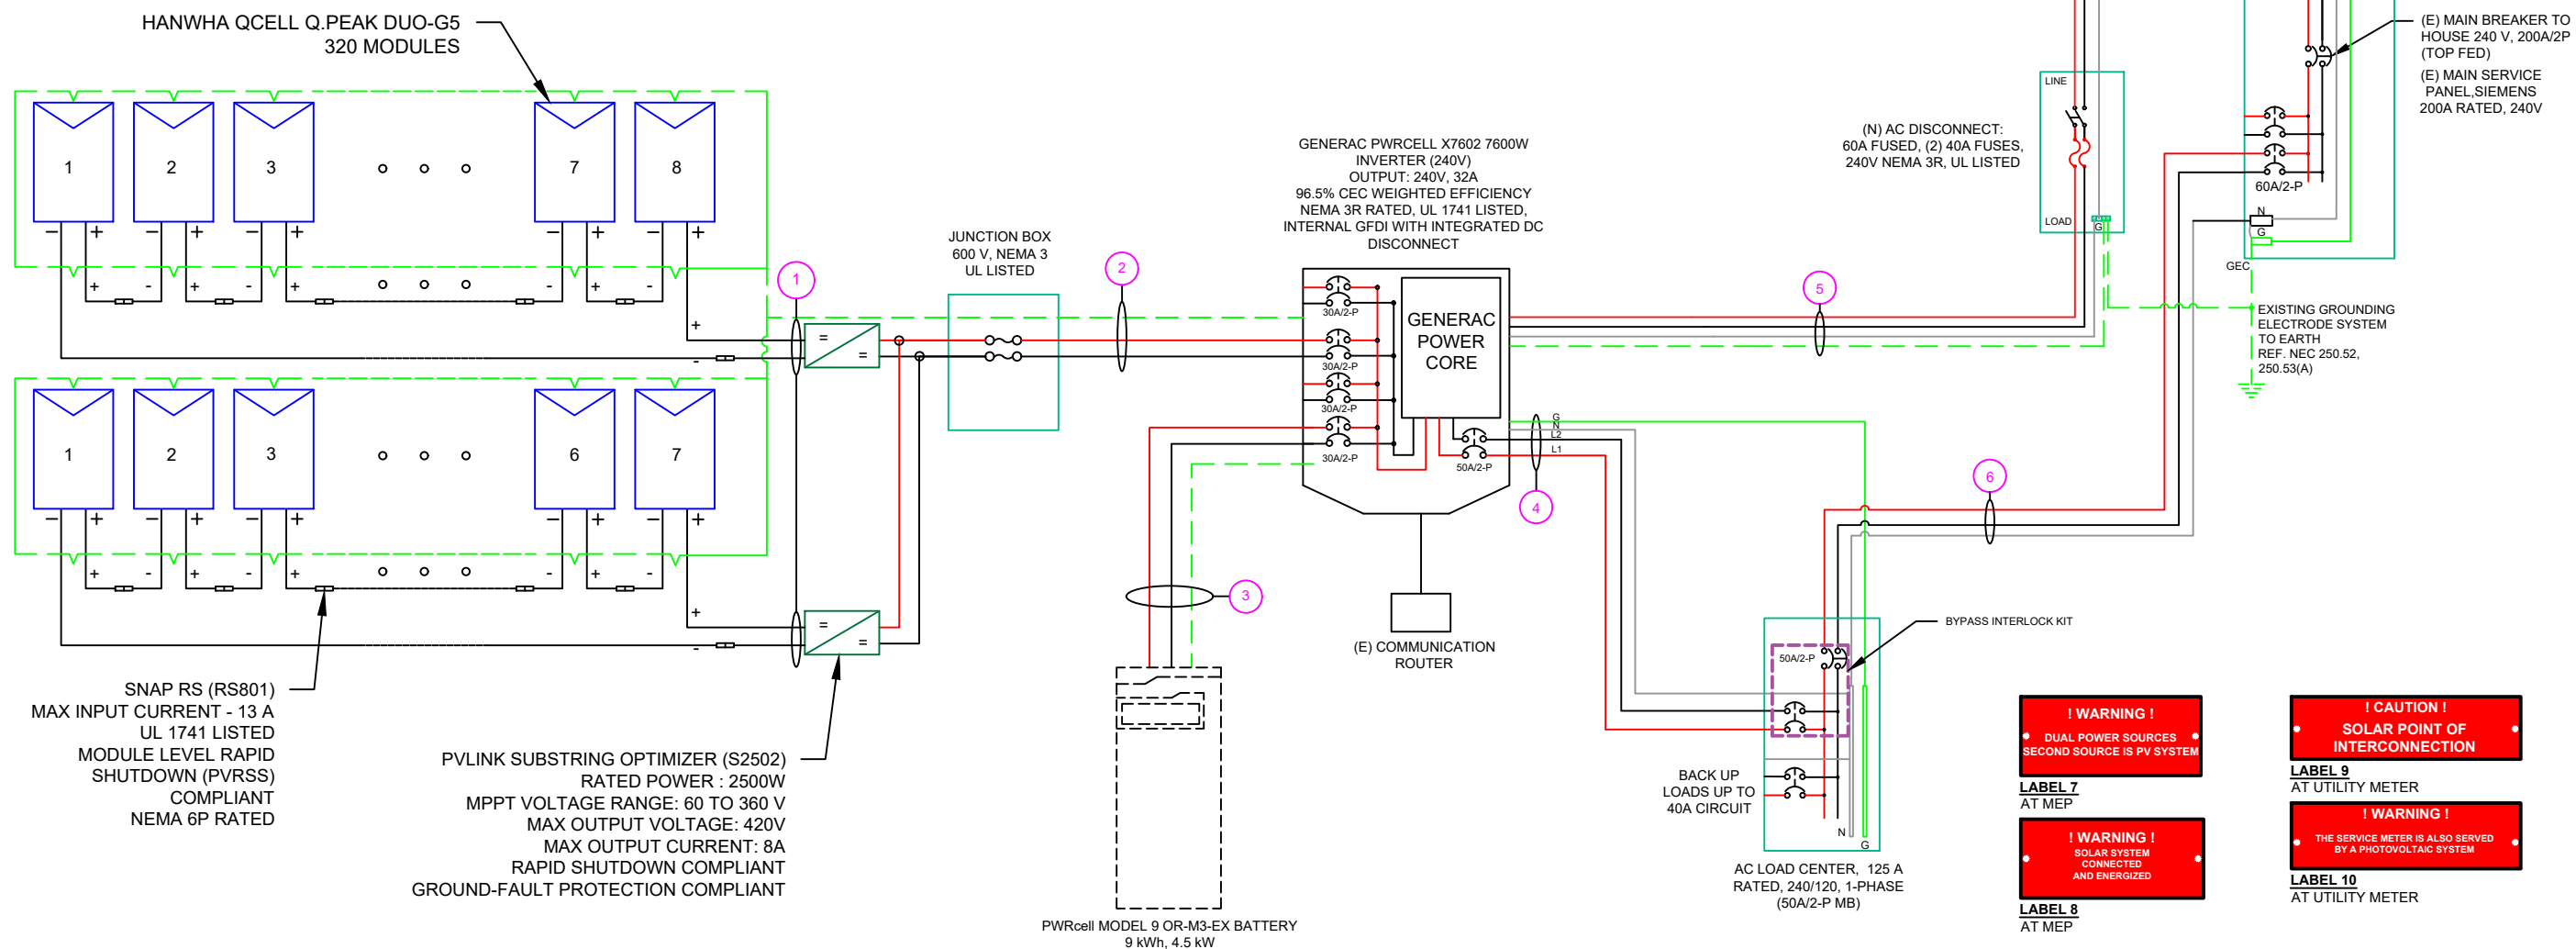 HANWHA QCELL Q.PEAK DUO-G5
320 MODULES
1
2
3
7
8
− + − + − + − + − +
+ - + - + - + -
+
-
1
2
3
6
7
− + − + − + − + − +
+ - + - + - + -
+
-
SNAP RS (RS801)
MAX INPUT CURRENT - 13 A
UL 1741 LISTED
MODULE LEVEL RAPID
SHUTDOWN (PVRSS)
COMPLIANT
NEMA 6P RATED
1
=
=
=
=
PVLINK SUBSTRING OPTIMIZER (S2502)
RATED POWER : 2500W
MPPT VOLTAGE RANGE: 60 TO 360 V
MAX OUTPUT VOLTAGE: 420V
MAX OUTPUT CURRENT: 8A
RAPID SHUTDOWN COMPLIANT
GROUND-FAULT PROTECTION COMPLIANT
JUNCTION BOX
600 V, NEMA 3
UL LISTED
2
GENERAC PWRCELL X7602 7600W
INVERTER (240V)
OUTPUT: 240V, 32A
96.5% CEC WEIGHTED EFFICIENCY
NEMA 3R RATED, UL 1741 LISTED,
INTERNAL GFDI WITH INTEGRATED DC
DISCONNECT
30A/2-P
30A/2-P
30A/2-P
30A/2-P
GENERAC
POWER
CORE
50A/2-P
G
N
L2
L1
4
3
(E) COMMUNICATION
ROUTER
PWRcell MODEL 9 OR-M3-EX BATTERY
9 kWh, 4.5 kW
5
(N) AC DISCONNECT:
60A FUSED, (2) 40A FUSES,
240V NEMA 3R, UL LISTED
LINE
LOAD
G
(E) MAIN BREAKER TO
HOUSE 240 V, 200A/2P
(TOP FED)
(E) MAIN SERVICE
PANEL,SIEMENS
200A RATED, 240V
60A/2-P
N
G
GEC
EXISTING GROUNDING
ELECTRODE SYSTEM
TO EARTH
REF. NEC 250.52,
250.53(A)
6
BYPASS INTERLOCK KIT
50A/2-P
BACK UP
LOADS UP TO
40A CIRCUIT
N
G
AC LOAD CENTER, 125 A
RATED, 240/120, 1-PHASE
(50A/2-P MB)
! WARNING !
DUAL POWER SOURCES
SECOND SOURCE IS PV SYSTEM
LABEL 7
AT MEP
! WARNING !
SOLAR SYSTEM
CONNECTED
AND ENERGIZED
LABEL 8
AT MEP
! CAUTION !
SOLAR POINT OF
INTERCONNECTION
LABEL 9
AT UTILITY METER
! WARNING !
THE SERVICE METER IS ALSO SERVED
BY A PHOTOVOLTAIC SYSTEM
LABEL 10
AT UTILITY METER